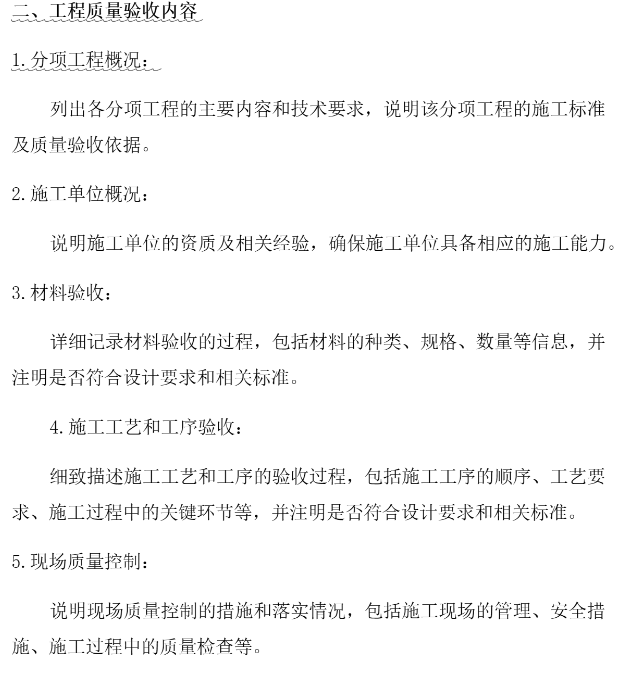 二、工程质量验收内容
1.分项工程概况：
列出各分项工程的主要内容和技术要求，说明该分项工程的施工标准
及质量验收依据。
2.施工单位概况：
说明施工单位的资质及相关经验，确保施工单位具备相应的施工能力。
3.材料验收：
详细记录材料验收的过程，包括材料的种类、规格、数量等信息，并
注明是否符合设计要求和相关标准。
4.施工工艺和工序验收：
细致描述施工工艺和工序的验收过程，包括施工工序的顺序、工艺要
求、施工过程中的关键环节等，并注明是否符合设计要求和相关标准。
5.现场质量控制：
说明现场质量控制的措施和落实情况，包括施工现场的管理、安全措
施、施工过程中的质量检查等。